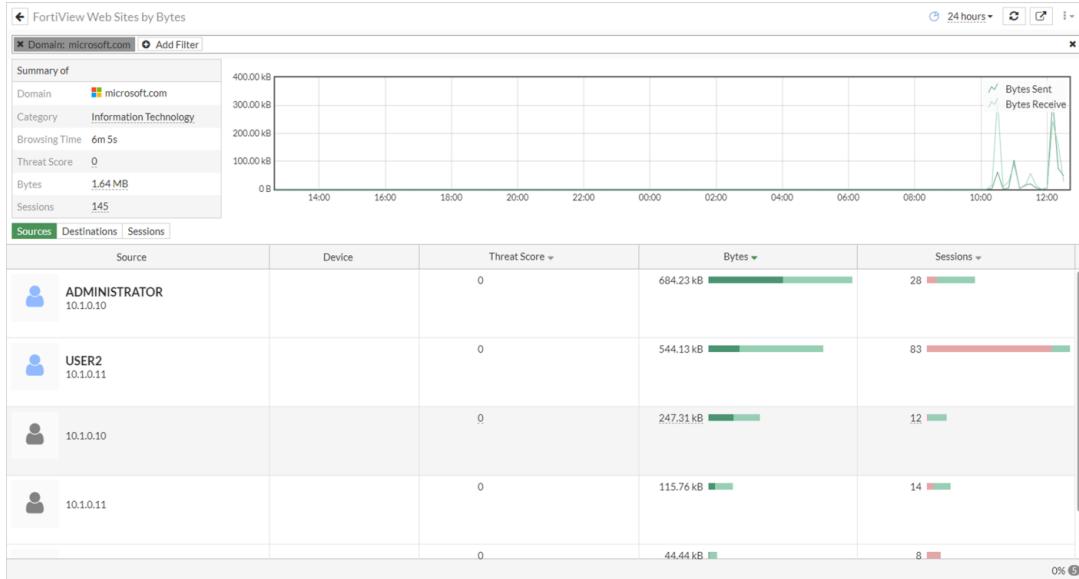 FortiView Web Sites by Bytes
24 hours
Domain: microsoft.com
Add Filter
Summary of
Domain microsoft.com
Category Information Technology
Browsing Time 6m 5s
Threat Score 0
Bytes 1.64 MB
Sessions 145
400.00 kB
300.00 kB
200.00 kB
100.00 kB
0 B
Bytes Sent
Bytes Receive
14:00 16:00 18:00 20:00 22:00 00:00 02:00 04:00 06:00 08:00 10:00 12:00
Sources Destinations Sessions
Source Device Threat Score Bytes Sessions
ADMINISTRATOR
10.1.0.10
0 684.23 kB 28
USER2
10.1.0.11
0 544.13 kB 83
10.1.0.10
0 247.31 kB 12
10.1.0.11
0 115.76 kB 14
0 44.44 kB 8
0% 5